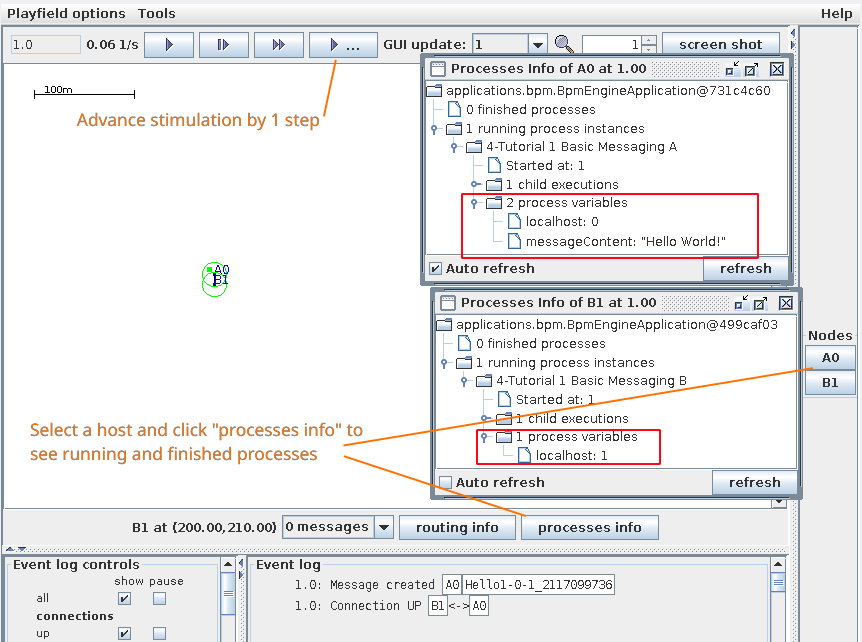 Playfield options Tools Help
1.0 0.06 1/s ... GUI update: 1 1 screen shot
100m
Advance stimulation by 1 step
Processes Info of A0 at 1.00
applications.bpm.BpmEngineApplication@731c4c60
0 finished processes
1 running process instances
4-Tutorial 1 Basic Messaging A
Started at: 1
1 child executions
2 process variables
localhost: 0
messageContent: "Hello World!"
Auto refresh refresh
A0
B1
Processes Info of B1 at 1.00
applications.bpm.BpmEngineApplication@499caf03
0 finished processes
1 running process instances
4-Tutorial 1 Basic Messaging B
Started at: 1
1 child executions
1 process variables
localhost: 1
Auto refresh refresh
Nodes
A0
B1
Select a host and click "processes info" to
see running and finished processes
B1 at {200.00,210.00} 0 messages routing info processes info
Event log controls
show pause
all
connections
up
Event log
1.0: Message created A0 Hello1-0-1_2117099736
1.0: Connection UP B1 <-> A0